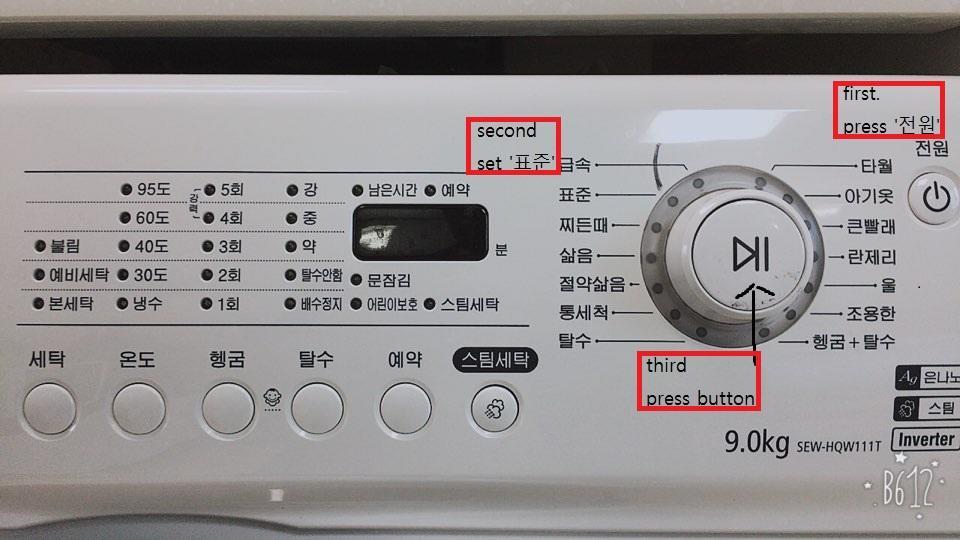 first.
press '전원'
전원
second
set '표준'
급속
표준
찌든때
삶음
절약삶음
통세척
탈수
타월
아기옷
큰빨래
란제리
울
조용한
헹굼+탈수
95도 5회 강 남은시간 예약
60도 4회 중
불림 40도 3회 약 분
예비세탁 30도 2회 탈수안함 문잠김
본세탁 냉수 1회 배수정지 어린이보호 스팀세탁
세탁 온도 헹굼 탈수 예약 스팀세탁
third
press button
Ag 은나노
스팀
Inverter
9.0kg SEW-HQW111T
B612